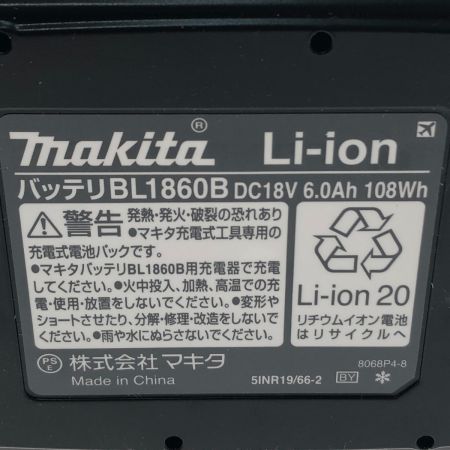 makita® Li-ion
バッテリBL1860B DC18V 6.0Ah 108Wh
警告 発熱・発火・破裂の恐れあり
●マキタ充電式工具専用の
充電式電池パックです。
●マキタバッテリBL1860B用充電器で充電
してください。●火中投入、加熱、高温での充
電・使用・放置をしないでください。●変形や
ショートさせたり、分解・修理・改造をしないで
ください。●雨や水にぬらさないでください。
Li-ion 20
リチウムイオン電池
はリサイクルへ
PS
E
株式会社 マキタ
Made in China
5INR19/66-2
BY
8068P4-8